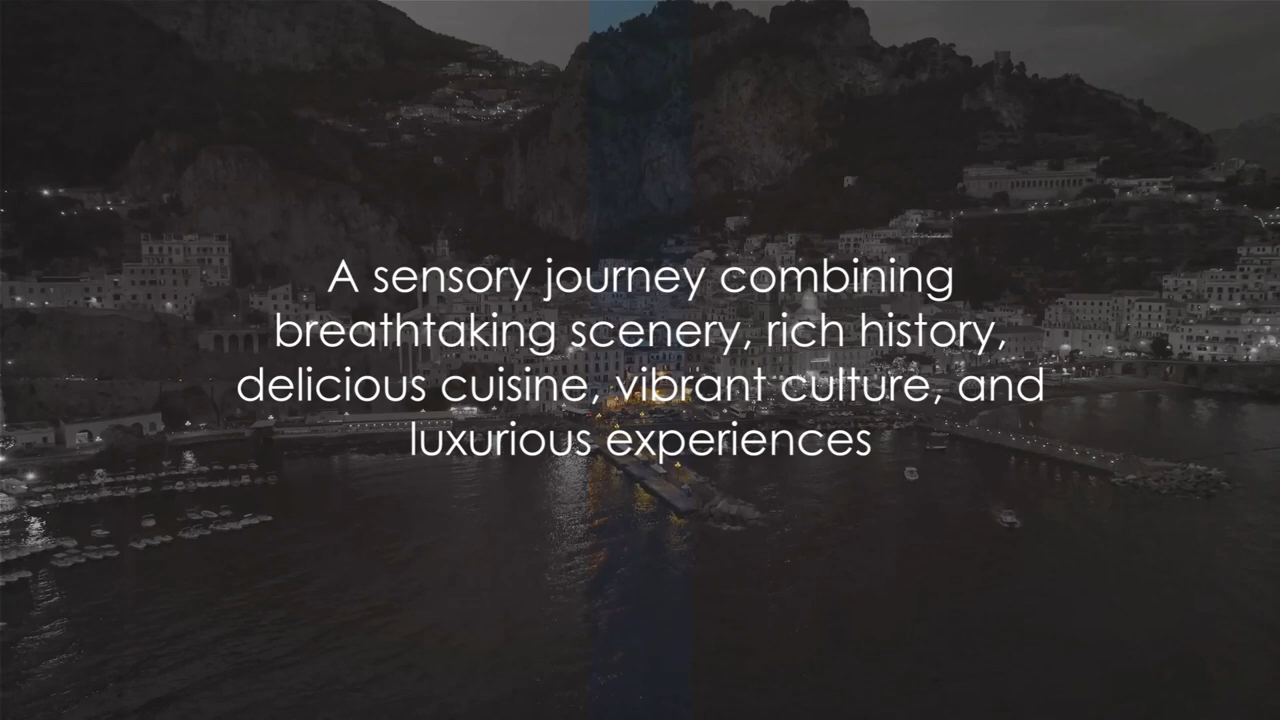 A sensory journey combining
breathtaking scenery, rich history,
delicious cuisine, vibrant culture, and
luxurious experiences